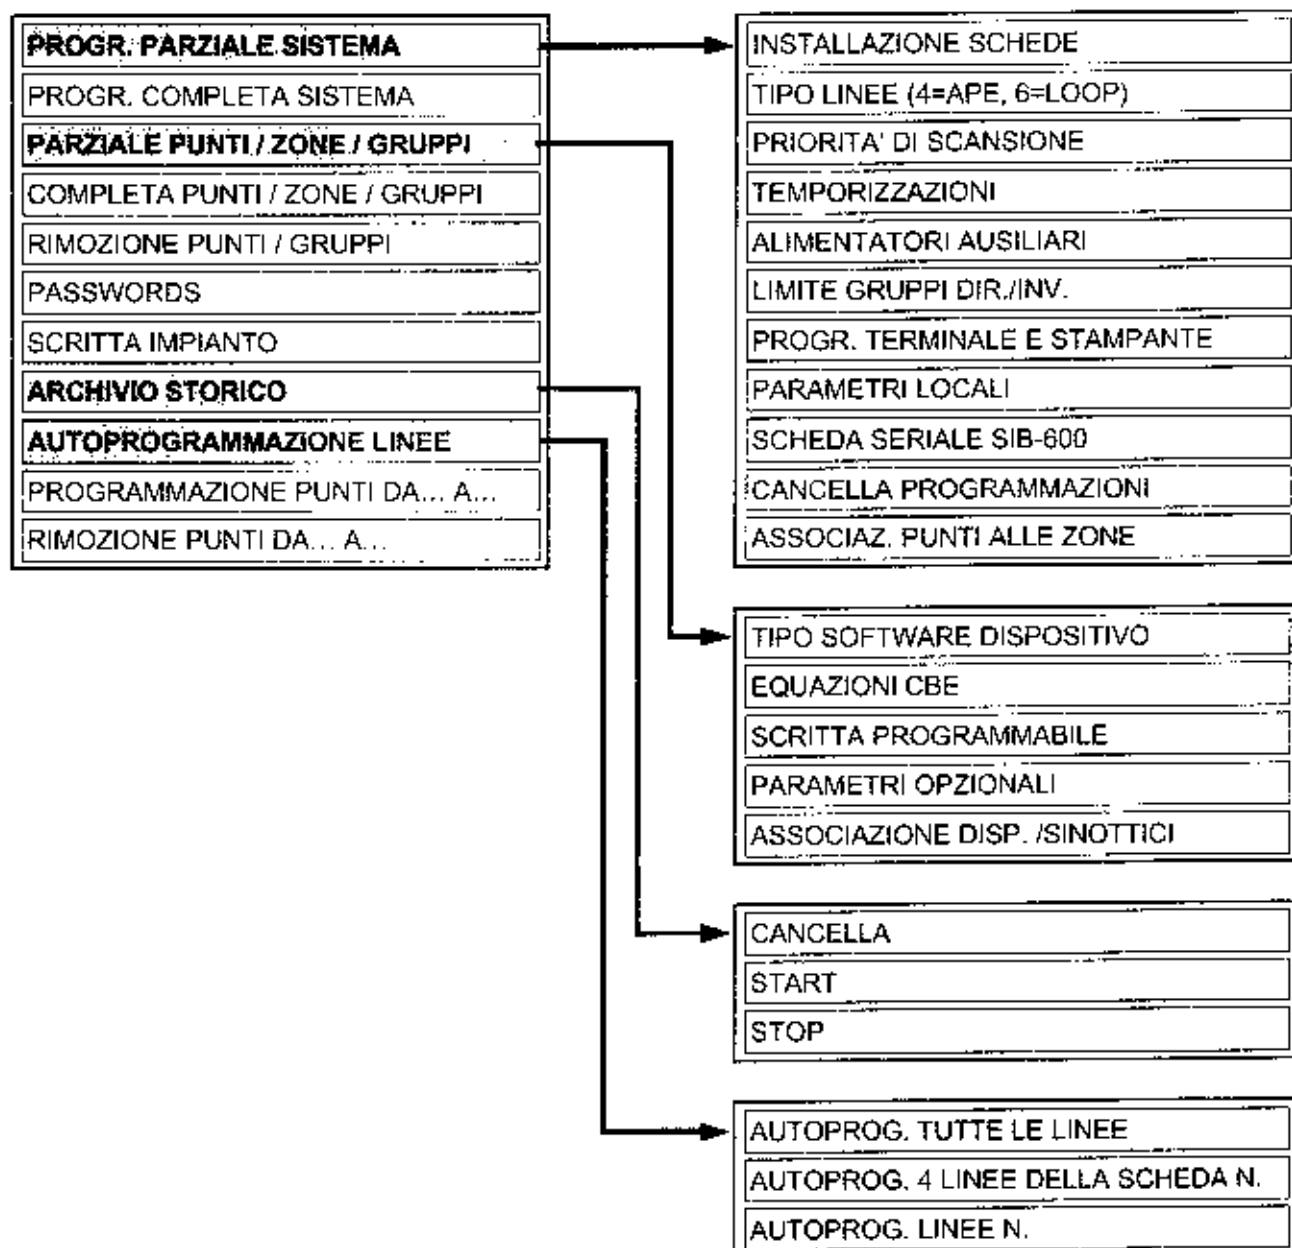 PROGR. PARZIALE SISTEMA
PROGR. COMPLETA SISTEMA
PARZIALE PUNTI / ZONE / GRUPPI
COMPLETA PUNTI / ZONE / GRUPPI
RIMOZIONE PUNTI / GRUPPI
PASSWORDS
SCRITTA IMPIANTO
ARCHIVIO STORICO
AUTOPROGRAMMAZIONE LINEE
PROGRAMMAZIONE PUNTI DA... A...
RIMOZIONE PUNTI DA... A...
INSTALLAZIONE SCHEDE
TIPO LINEE (4=APE, 6=LOOP)
PRIORITA' DI SCANSIONE
TEMPORIZZAZIONI
ALIMENTATORI AUSILIARI
LIMITE GRUPPI DIR./INV.
PROGR. TERMINALE E STAMPANTE
PARAMETRI LOCALI
SCHEDA SERIALE SIB-600
CANCELLA PROGRAMMAZIONI
ASSOCIAZ. PUNTI ALLE ZONE
TIPO SOFTWARE DISPOSITIVO
EQUAZIONI CBE
SCRITTA PROGRAMMABILE
PARAMETRI OPZIONALI
ASSOCIAZIONE DISP. /SINOTTICI
CANCELLA
START
STOP
AUTOPROG. TUTTE LE LINEE
AUTOPROG. 4 LINEE DELLA SCHEDA N.
AUTOPROG. LINEE N.